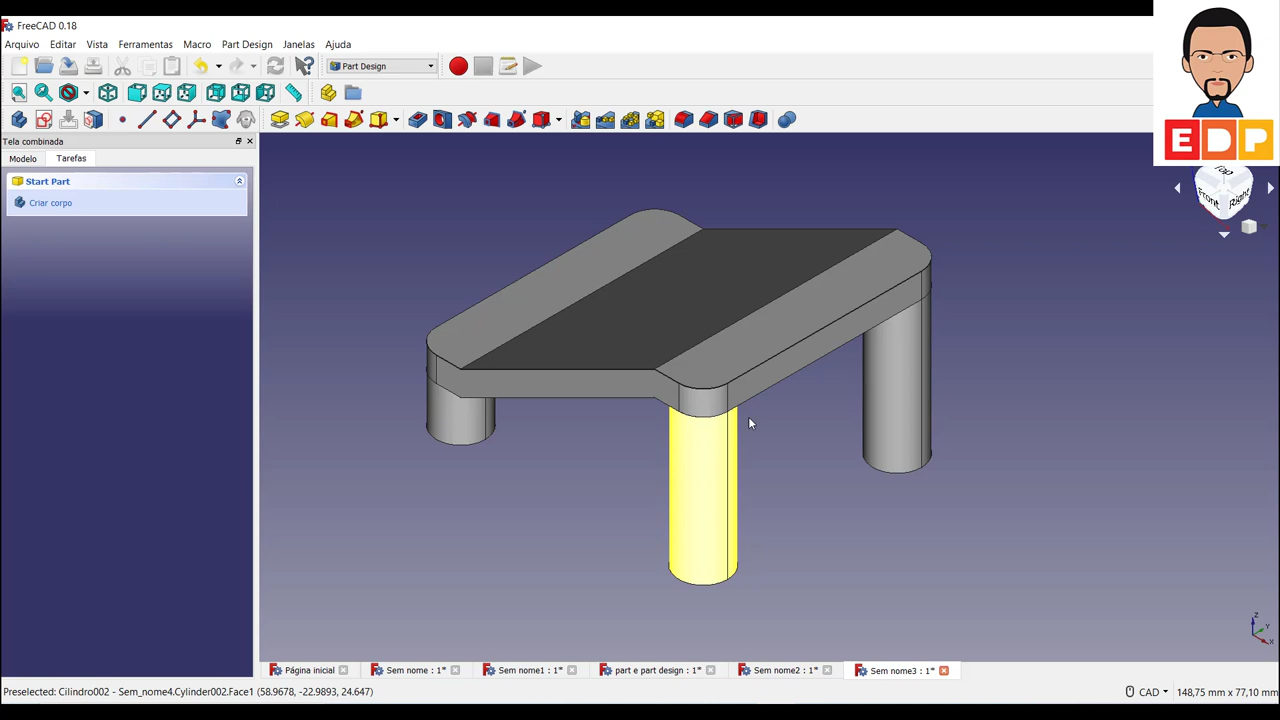 FreeCAD 0.18
Arquivo Editar Vista Ferramentas Macro Part Design Janelas Ajuda
Part Design
Tela combinada
Modelo Tarefas
Start Part
Criar corpo
EDP
Top
Front Right
Z
Y
X
Página inicial Sem nome : 1* Sem nome1 : 1* part e part design : 1* Sem nome2 : 1* Sem nome3 : 1*
Preselected: Cilindro002 - Sem_nome4.Cylinder002.Face1 (58.9678, -22.9893, 24.647) CAD 148,75 mm x 77,10 mm